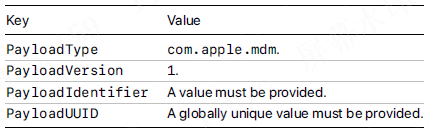 Key Value
PayloadType com.apple.mdm.
PayloadVersion 1.
PayloadIdentifier A value must be provided.
PayloadUUID A globally unique value must be provided.